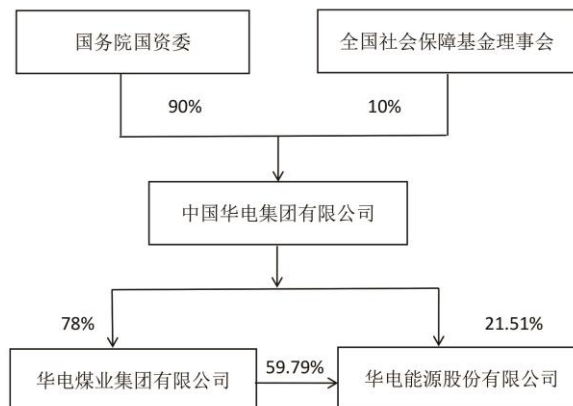 国务院国资委
全国社会保障基金理事会
90%
10%
中国华电集团有限公司
78%
21.51%
华电煤业集团有限公司
59.79%
华电能源股份有限公司